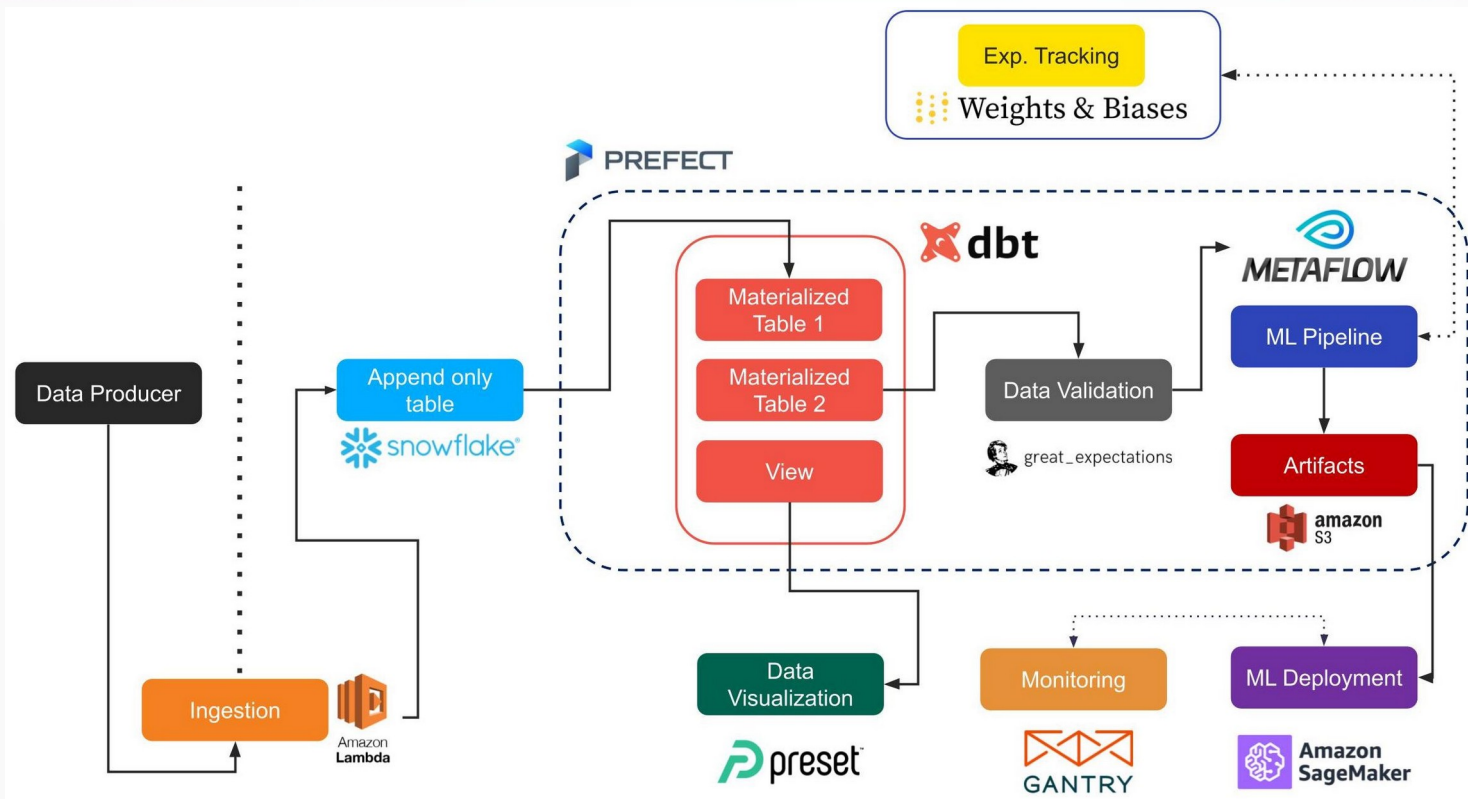 Exp. Tracking
Weights & Biases
PREFECT
dbt
METAFLOW
Materialized
Table 1
ML Pipeline
Data Producer
Append only
table
Materialized
Table 2
Data Validation
snowflake®
great_expectations
View
Artifacts
amazon
S3
Ingestion
Amazon
Lambda
Data
Visualization
Monitoring
ML Deployment
preset™
GANTRY
Amazon
SageMaker